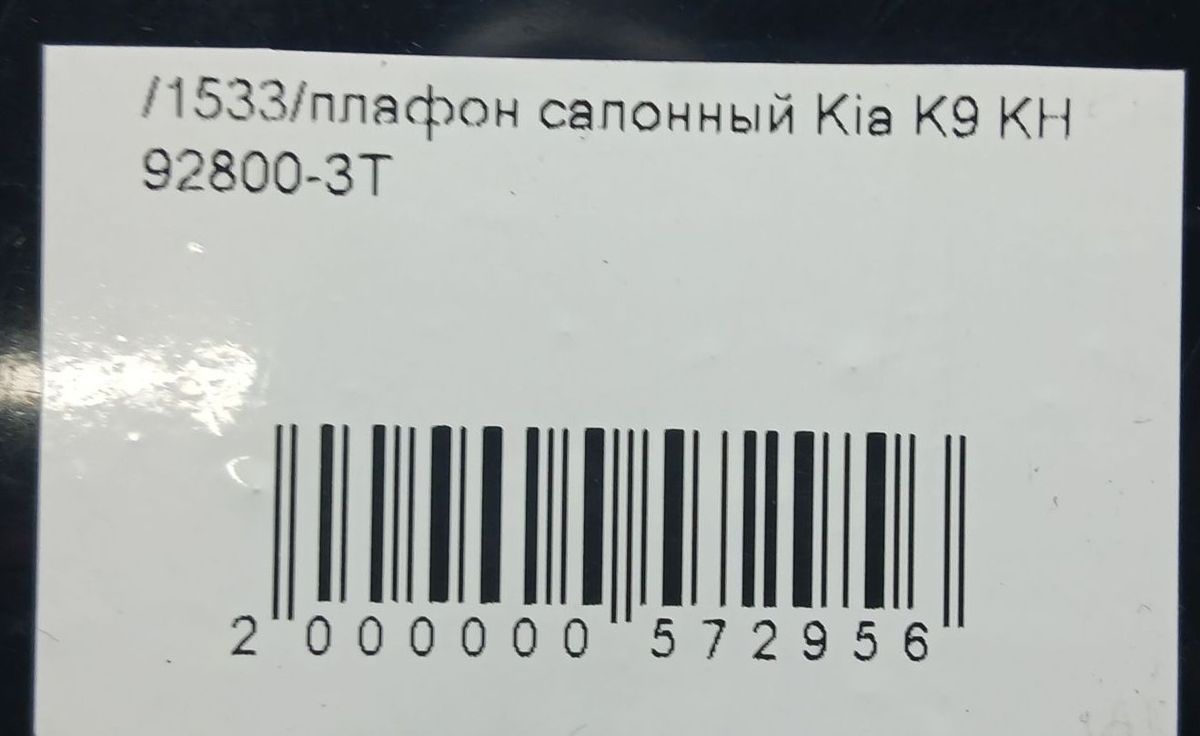 /1533/плафон салонный Kia K9 KH
92800-3T
2 000000 572956